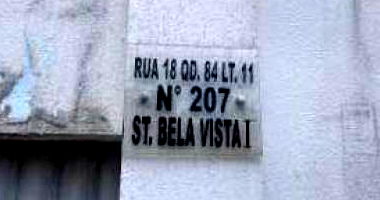 RUA 18 QD. 84 LT. 11
N° 207
ST. BELA VISTA I